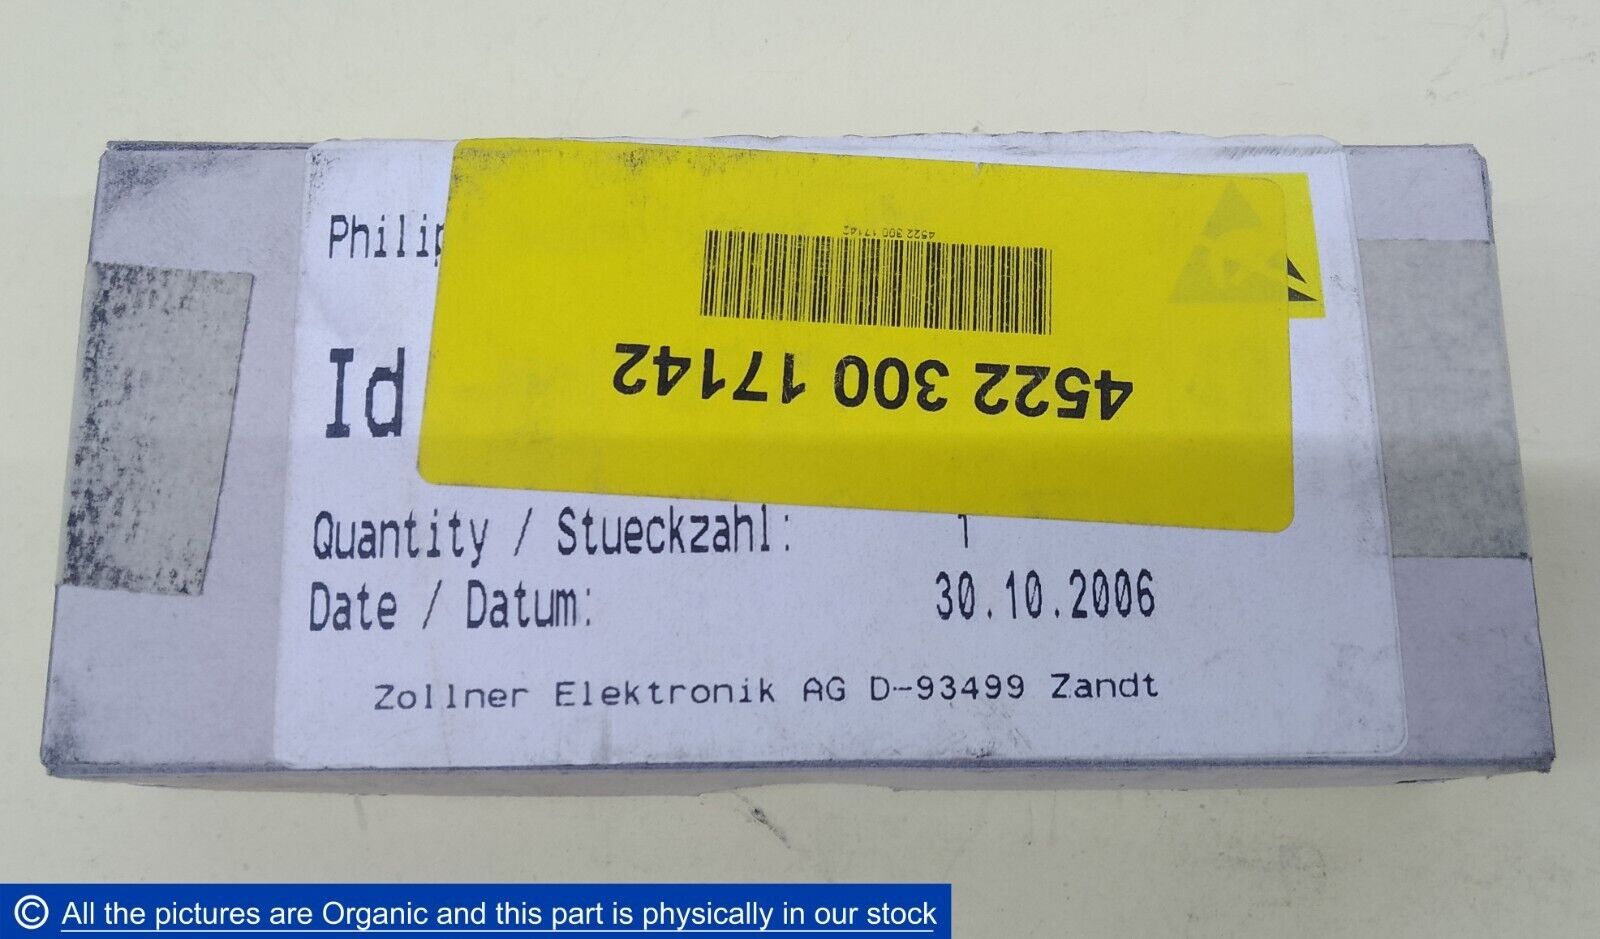 Philip
4522 300 17142
4522 300 17142
Id
Quantity / Stueckzahl: 1
Date / Datum: 30.10.2006
Zollner Elektronik AG D-93499 Zandt
© All the pictures are Organic and this part is physically in our stock